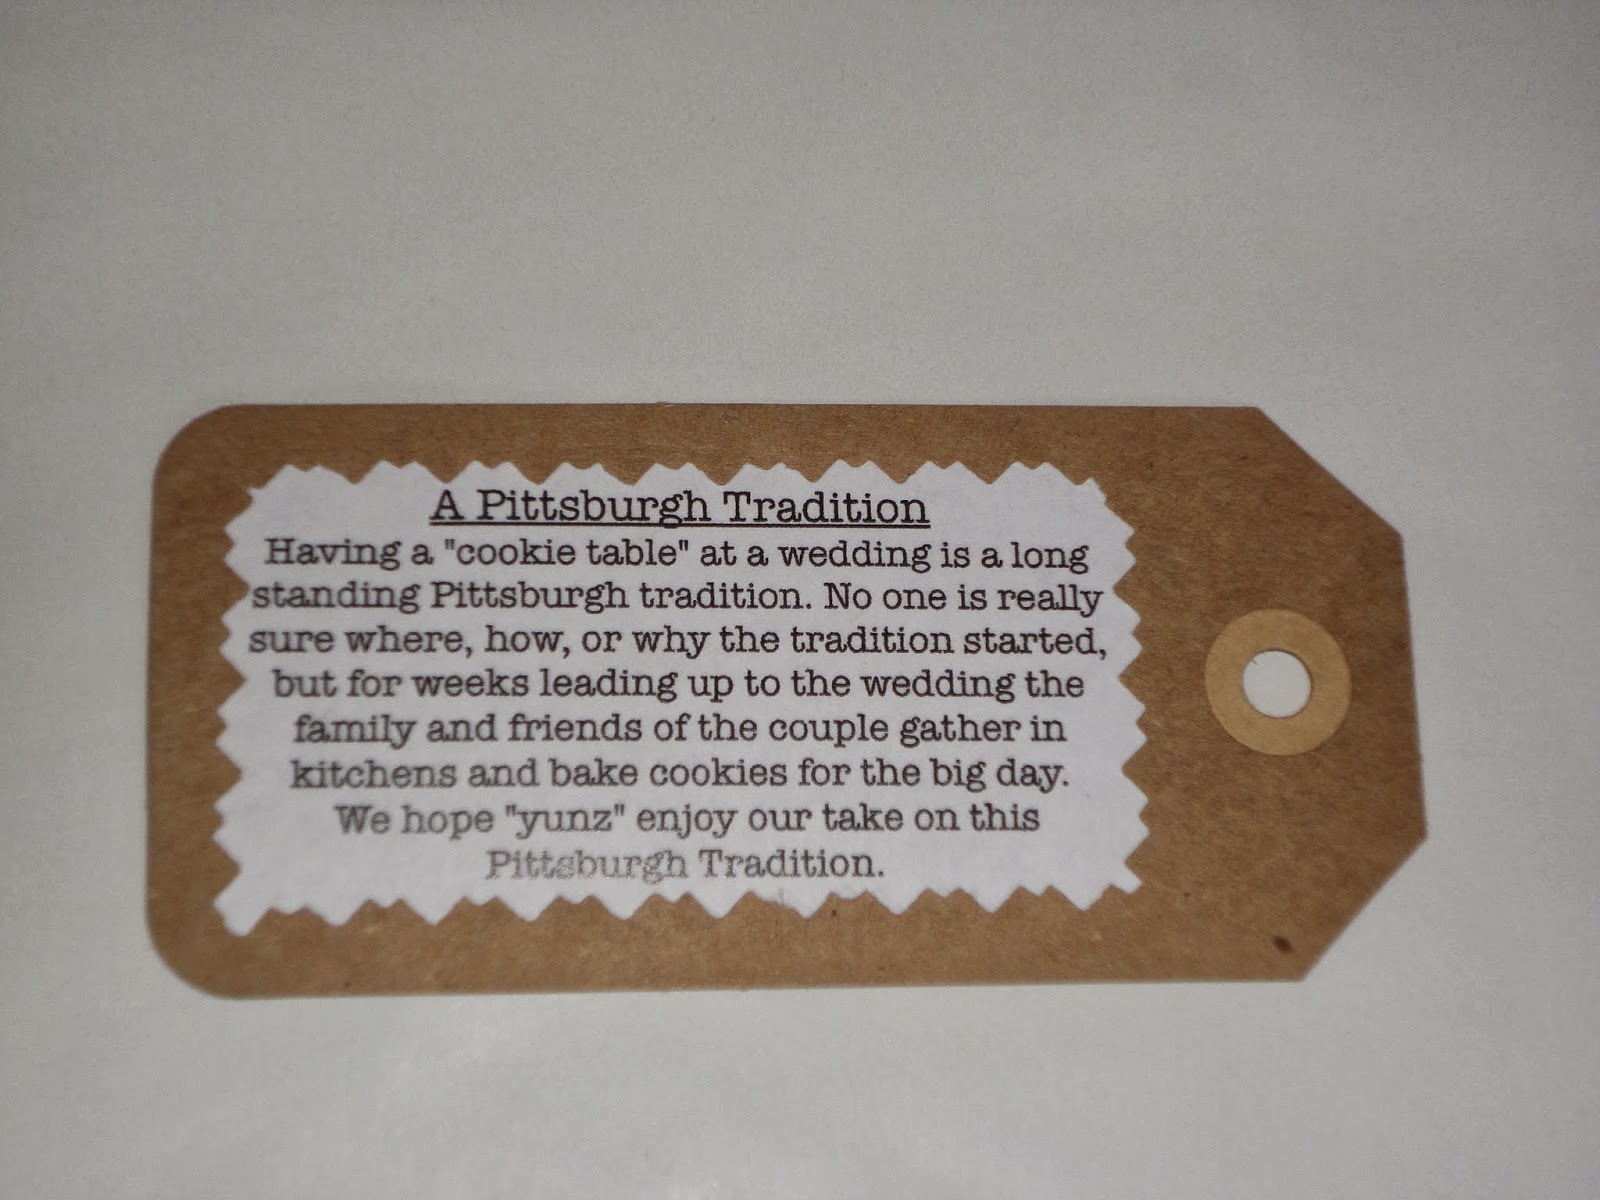 A Pittsburgh Tradition
Having a "cookie table" at a wedding is a long
standing Pittsburgh tradition. No one is really
sure where, how, or why the tradition started,
but for weeks leading up to the wedding the
family and friends of the couple gather in
kitchens and bake cookies for the big day.
We hope "yunz" enjoy our take on this
Pittsburgh Tradition.